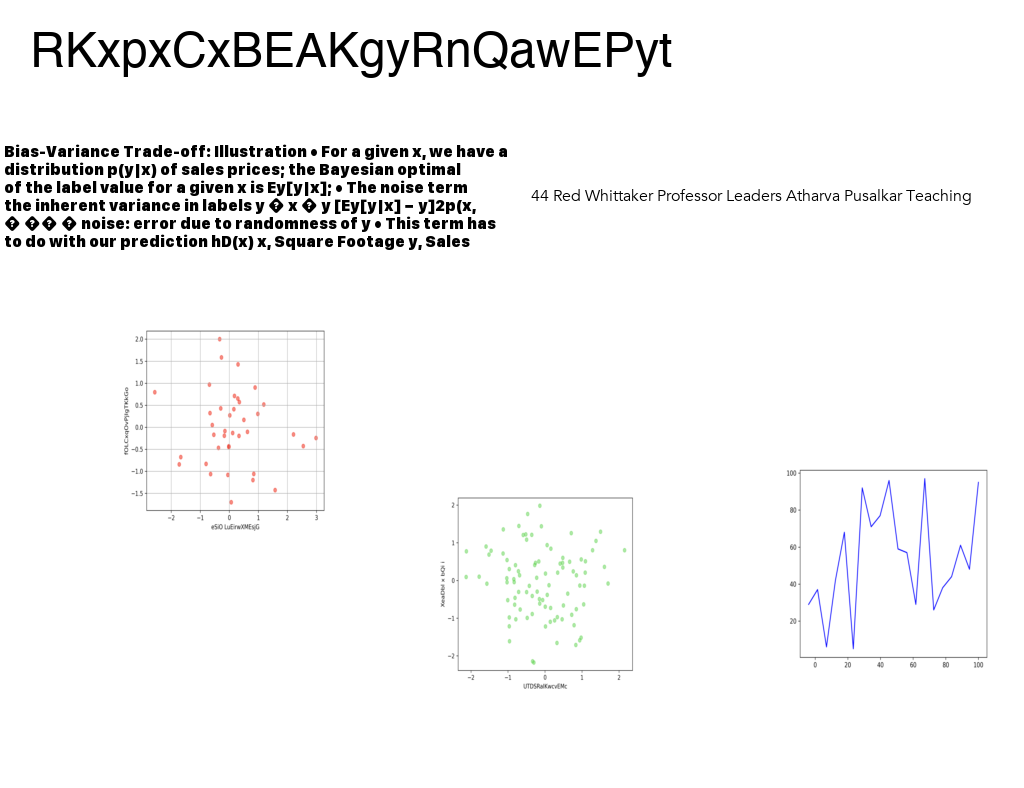 RKxpxCxBEAKgyRnQawEPyt
Bias-Variance Trade-off: Illustration • For a given x, we have a
distribution p(y|x) of sales prices; the Bayesian optimal
of the label value for a given x is Ey[y|x]; • The noise term
the inherent variance in labels y � x � y [Ey[y|x] − y]2p(x,
� � � � noise: error due to randomness of y • This term has
to do with our prediction hD(x) x, Square Footage y, Sales
44 Red Whittaker Professor Leaders Atharva Pusalkar Teaching
2.0
1.5
1.0
0.5
0.0
−0.5
−1.0
−1.5
−2 −1 0 1 2 3
2
1
0
−1
−2
−2 −1 0 1 2
UTDSRalKwcvEMc
100
80
60
40
20
0 20 40 60 80 100